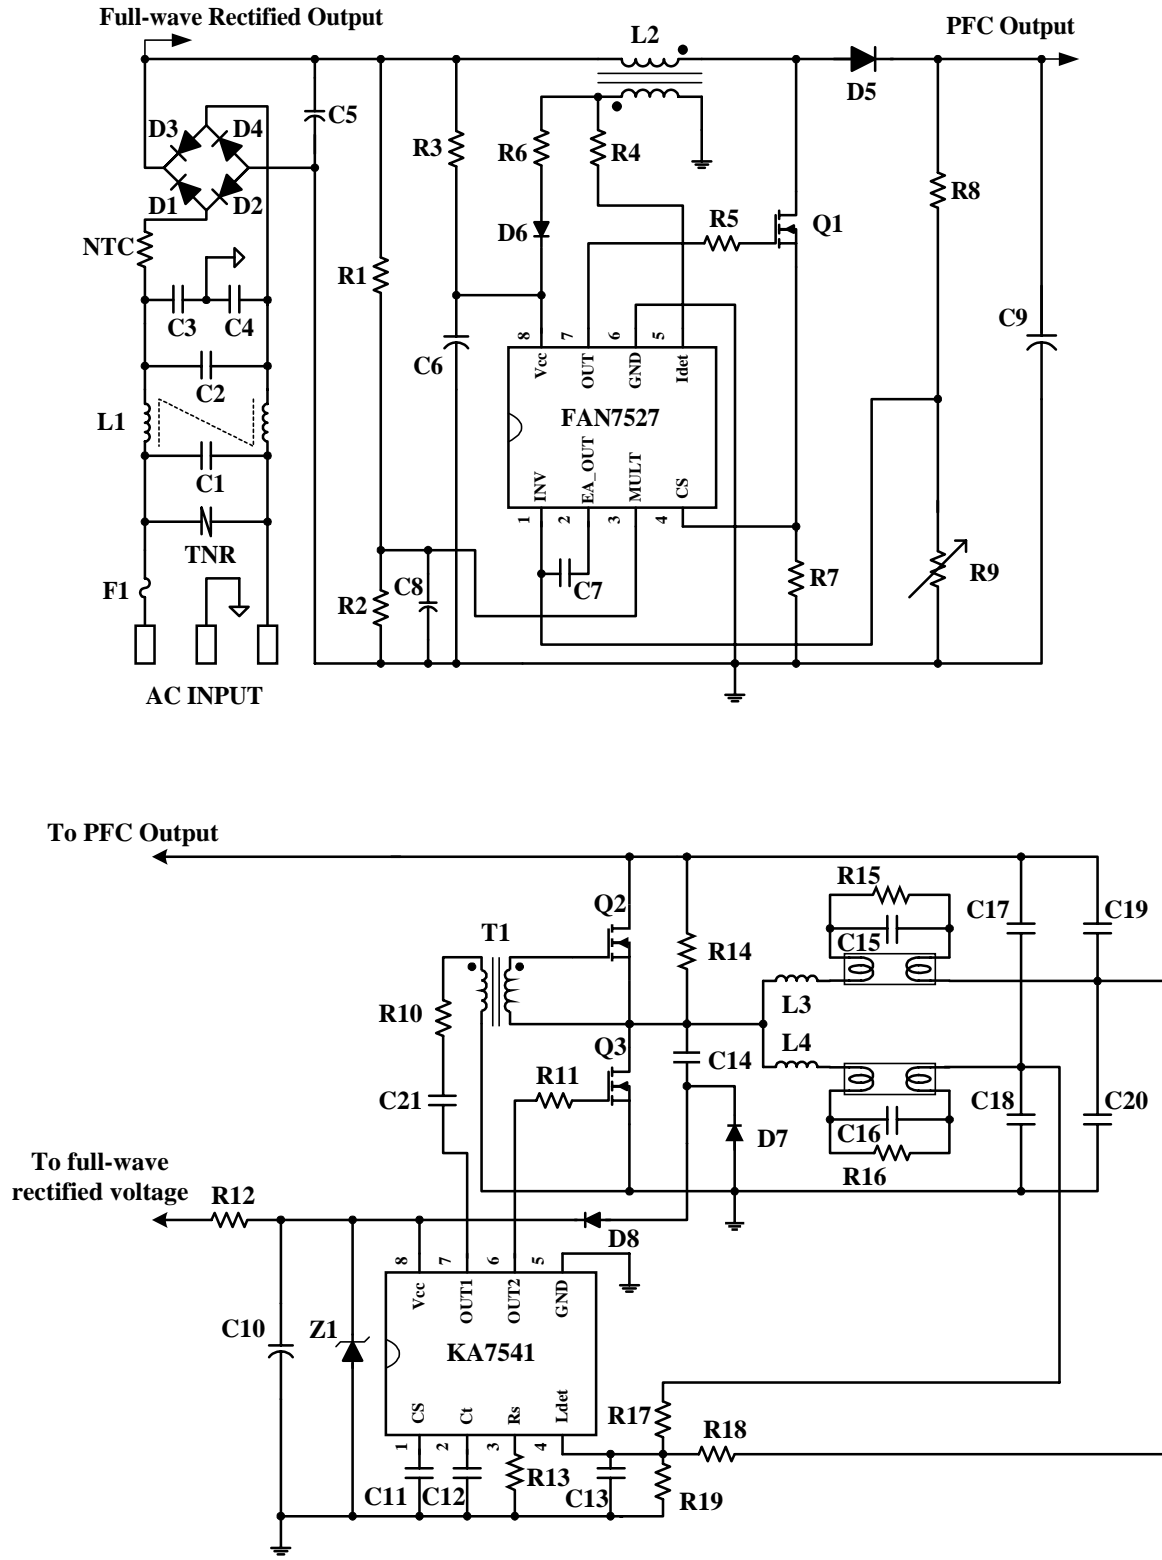 Full-wave Rectified Output
PFC Output
L2
D5
C5
D3
D4
R3
R6
R4
R8
D1
D2
R5
Q1
NTC
D6
R1
C3
C4
C6
C9
8
7
6
5
Vcc
OUT
GND
Idet
C2
L1
FAN7527
C1
INV
EA_OUT
MULT
CS
1
2
3
4
TNR
F1
R2
C8
C7
R7
R9
AC INPUT
To PFC Output
R15
Q2
C17
C19
T1
C15
R14
R10
L3
Q3
L4
C14
R11
C21
C18
C20
C16
D7
To full-wave
rectified voltage
R12
R16
D8
8
7
6
5
Vcc
OUT1
OUT2
GND
C10
Z1
KA7541
CS
Ct
Rs
Ldet
R17
R18
1
2
3
4
R13
C11
C12
C13
R19